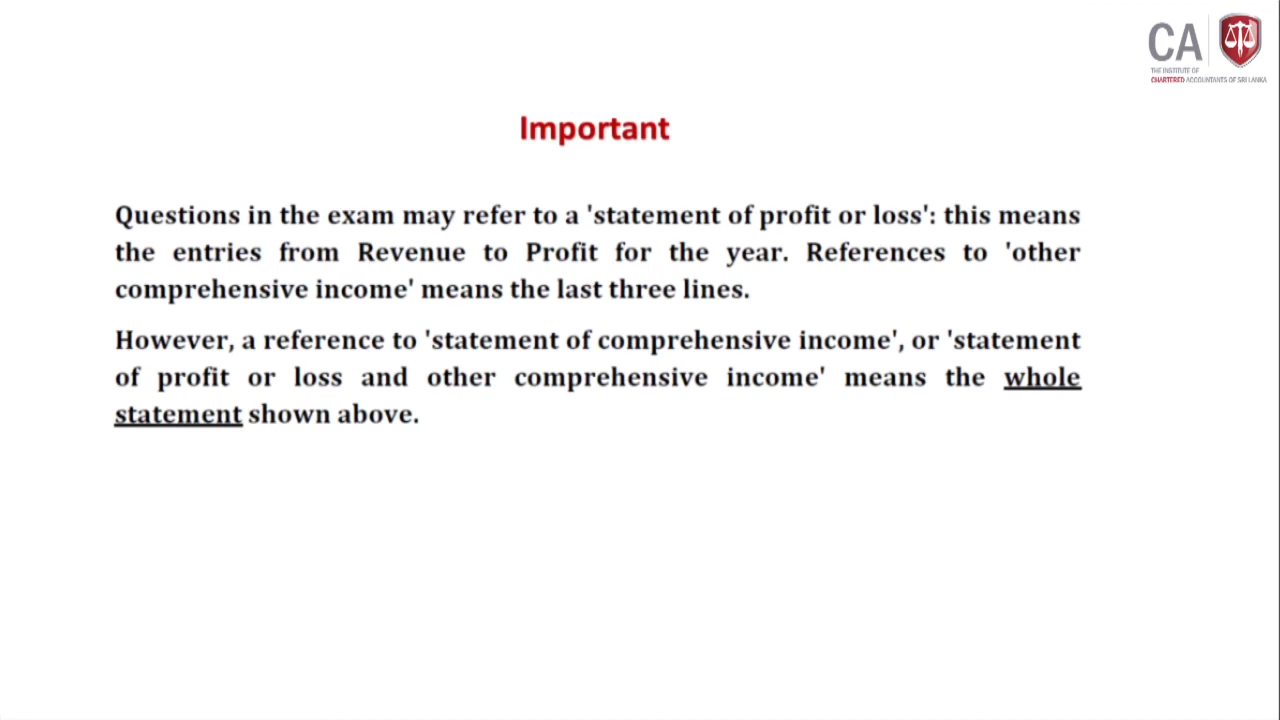 CA
THE INSTITUTE OF
CHARTERED ACCOUNTANTS OF SRI LANKA
Important
Questions in the exam may refer to a 'statement of profit or loss': this means
the entries from Revenue to Profit for the year. References to 'other
comprehensive income' means the last three lines.
However, a reference to 'statement of comprehensive income', or 'statement
of profit or loss and other comprehensive income' means the whole
statement shown above.